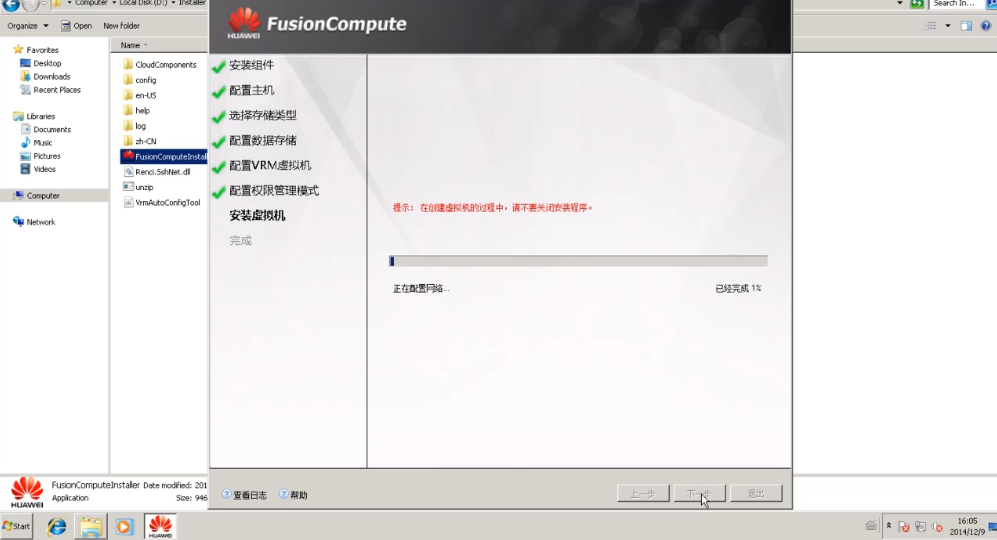 Computer ▸ Local Disk (D:) ▸ Installer
Search In...
Organize
Open
New folder
Favorites
Desktop
Downloads
Recent Places
Libraries
Documents
Music
Pictures
Videos
Computer
Network
Name
CloudComponents
config
en-US
help
log
zh-CN
FusionComputeInstal
Renci.SshNet.dll
unzip
VrmAutoConfigTool
HUAWEI
FusionCompute
安装组件
配置主机
选择存储类型
配置数据存储
配置VRM虚拟机
配置权限管理模式
安装虚拟机
完成
提示: 在创建虚拟机的过程中，请不要关闭安装程序。
正在配置网络...
已经完成 1%
查看日志
帮助
上一步
下一步
退出
HUAWEI
FusionComputeInstaller Date modified: 201
Application
Size: 946
Start
HUAWEI
16:05
2014/12/9